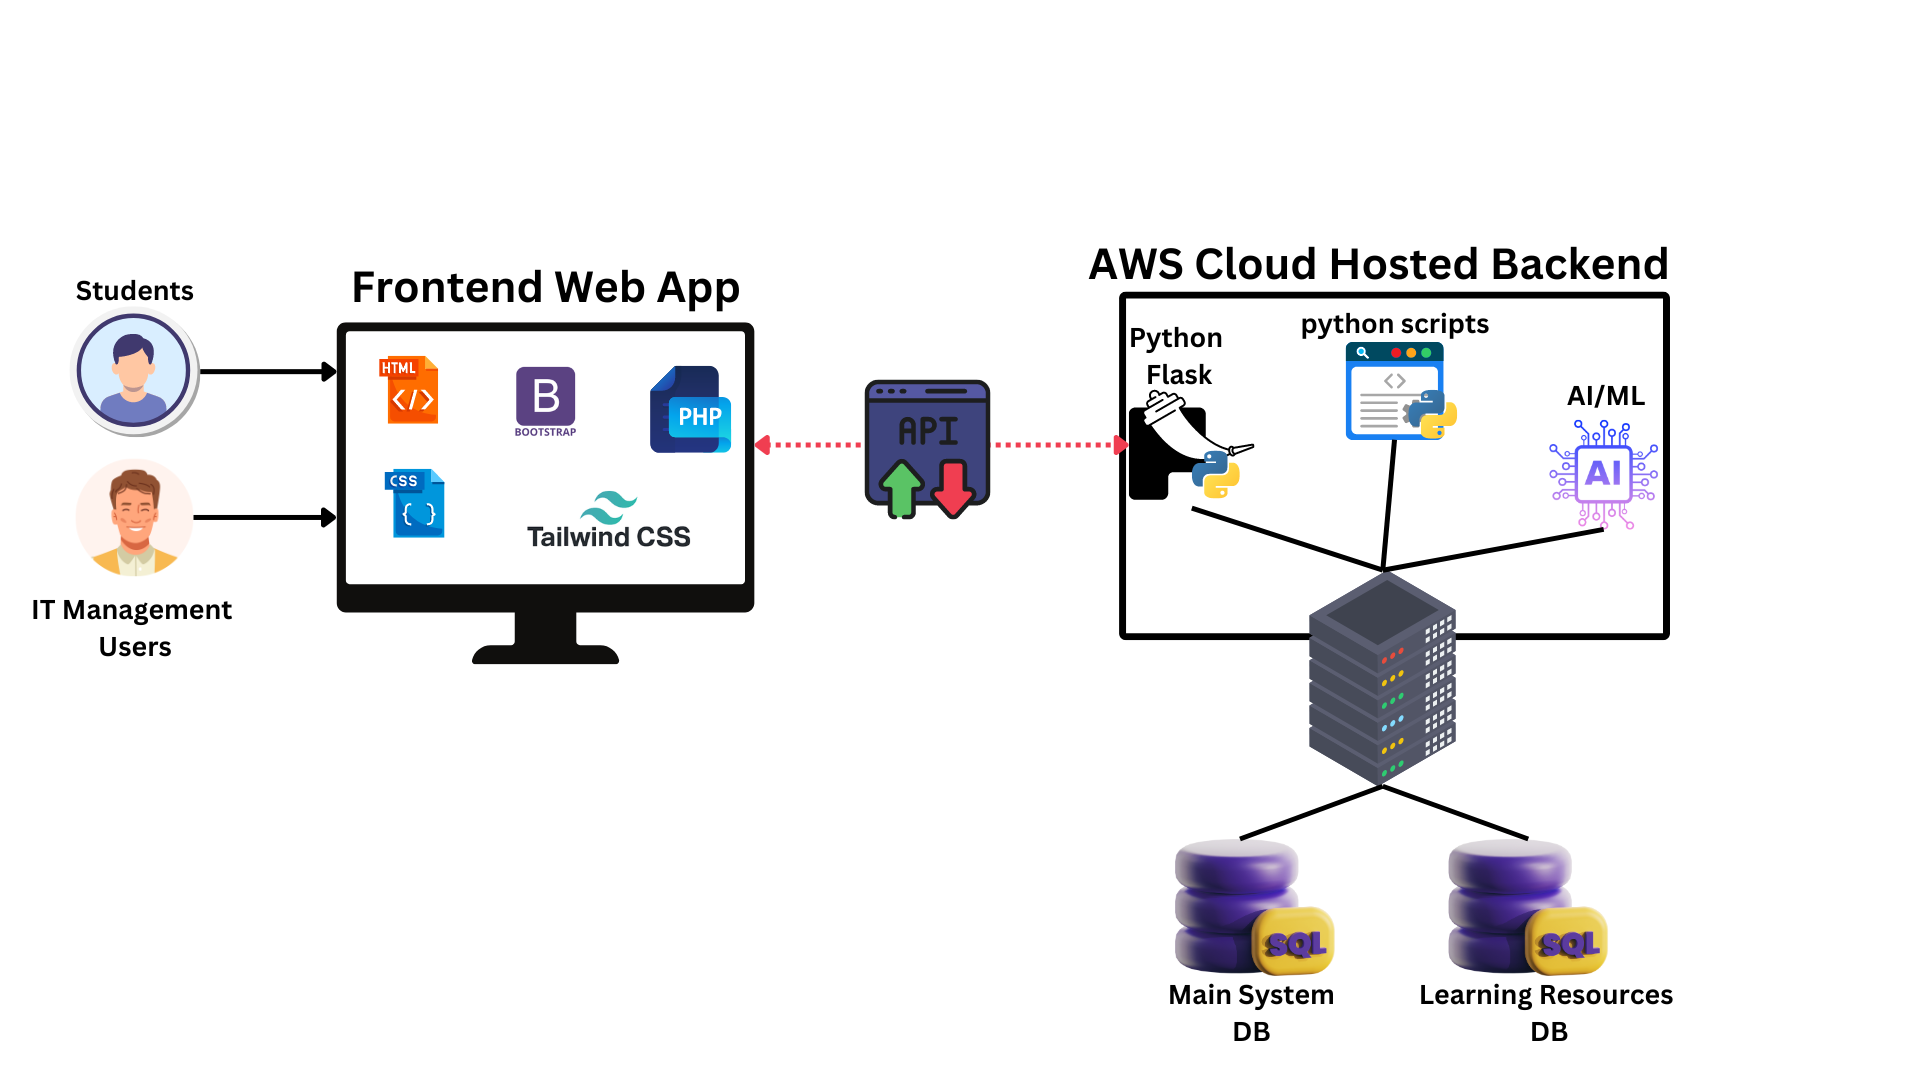 AWS Cloud Hosted Backend
Frontend Web App
Students
IT Management
Users
HTML
</>
B
BOOTSTRAP
PHP
CSS
{ }
Tailwind CSS
API
Python
Flask
python scripts
<>
AI/ML
AI
SQL
SQL
Main System
DB
Learning Resources
DB